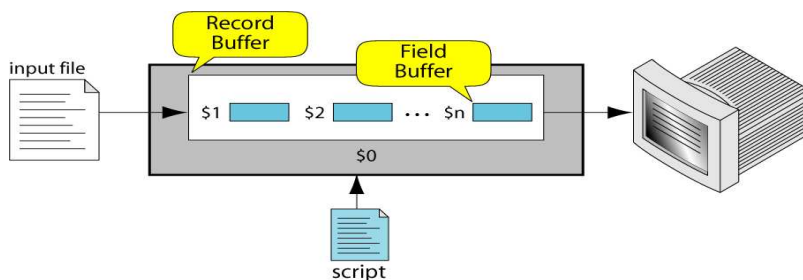 Record
Buffer
Field
Buffer
input file
$1
$2
...
$n
$0
script